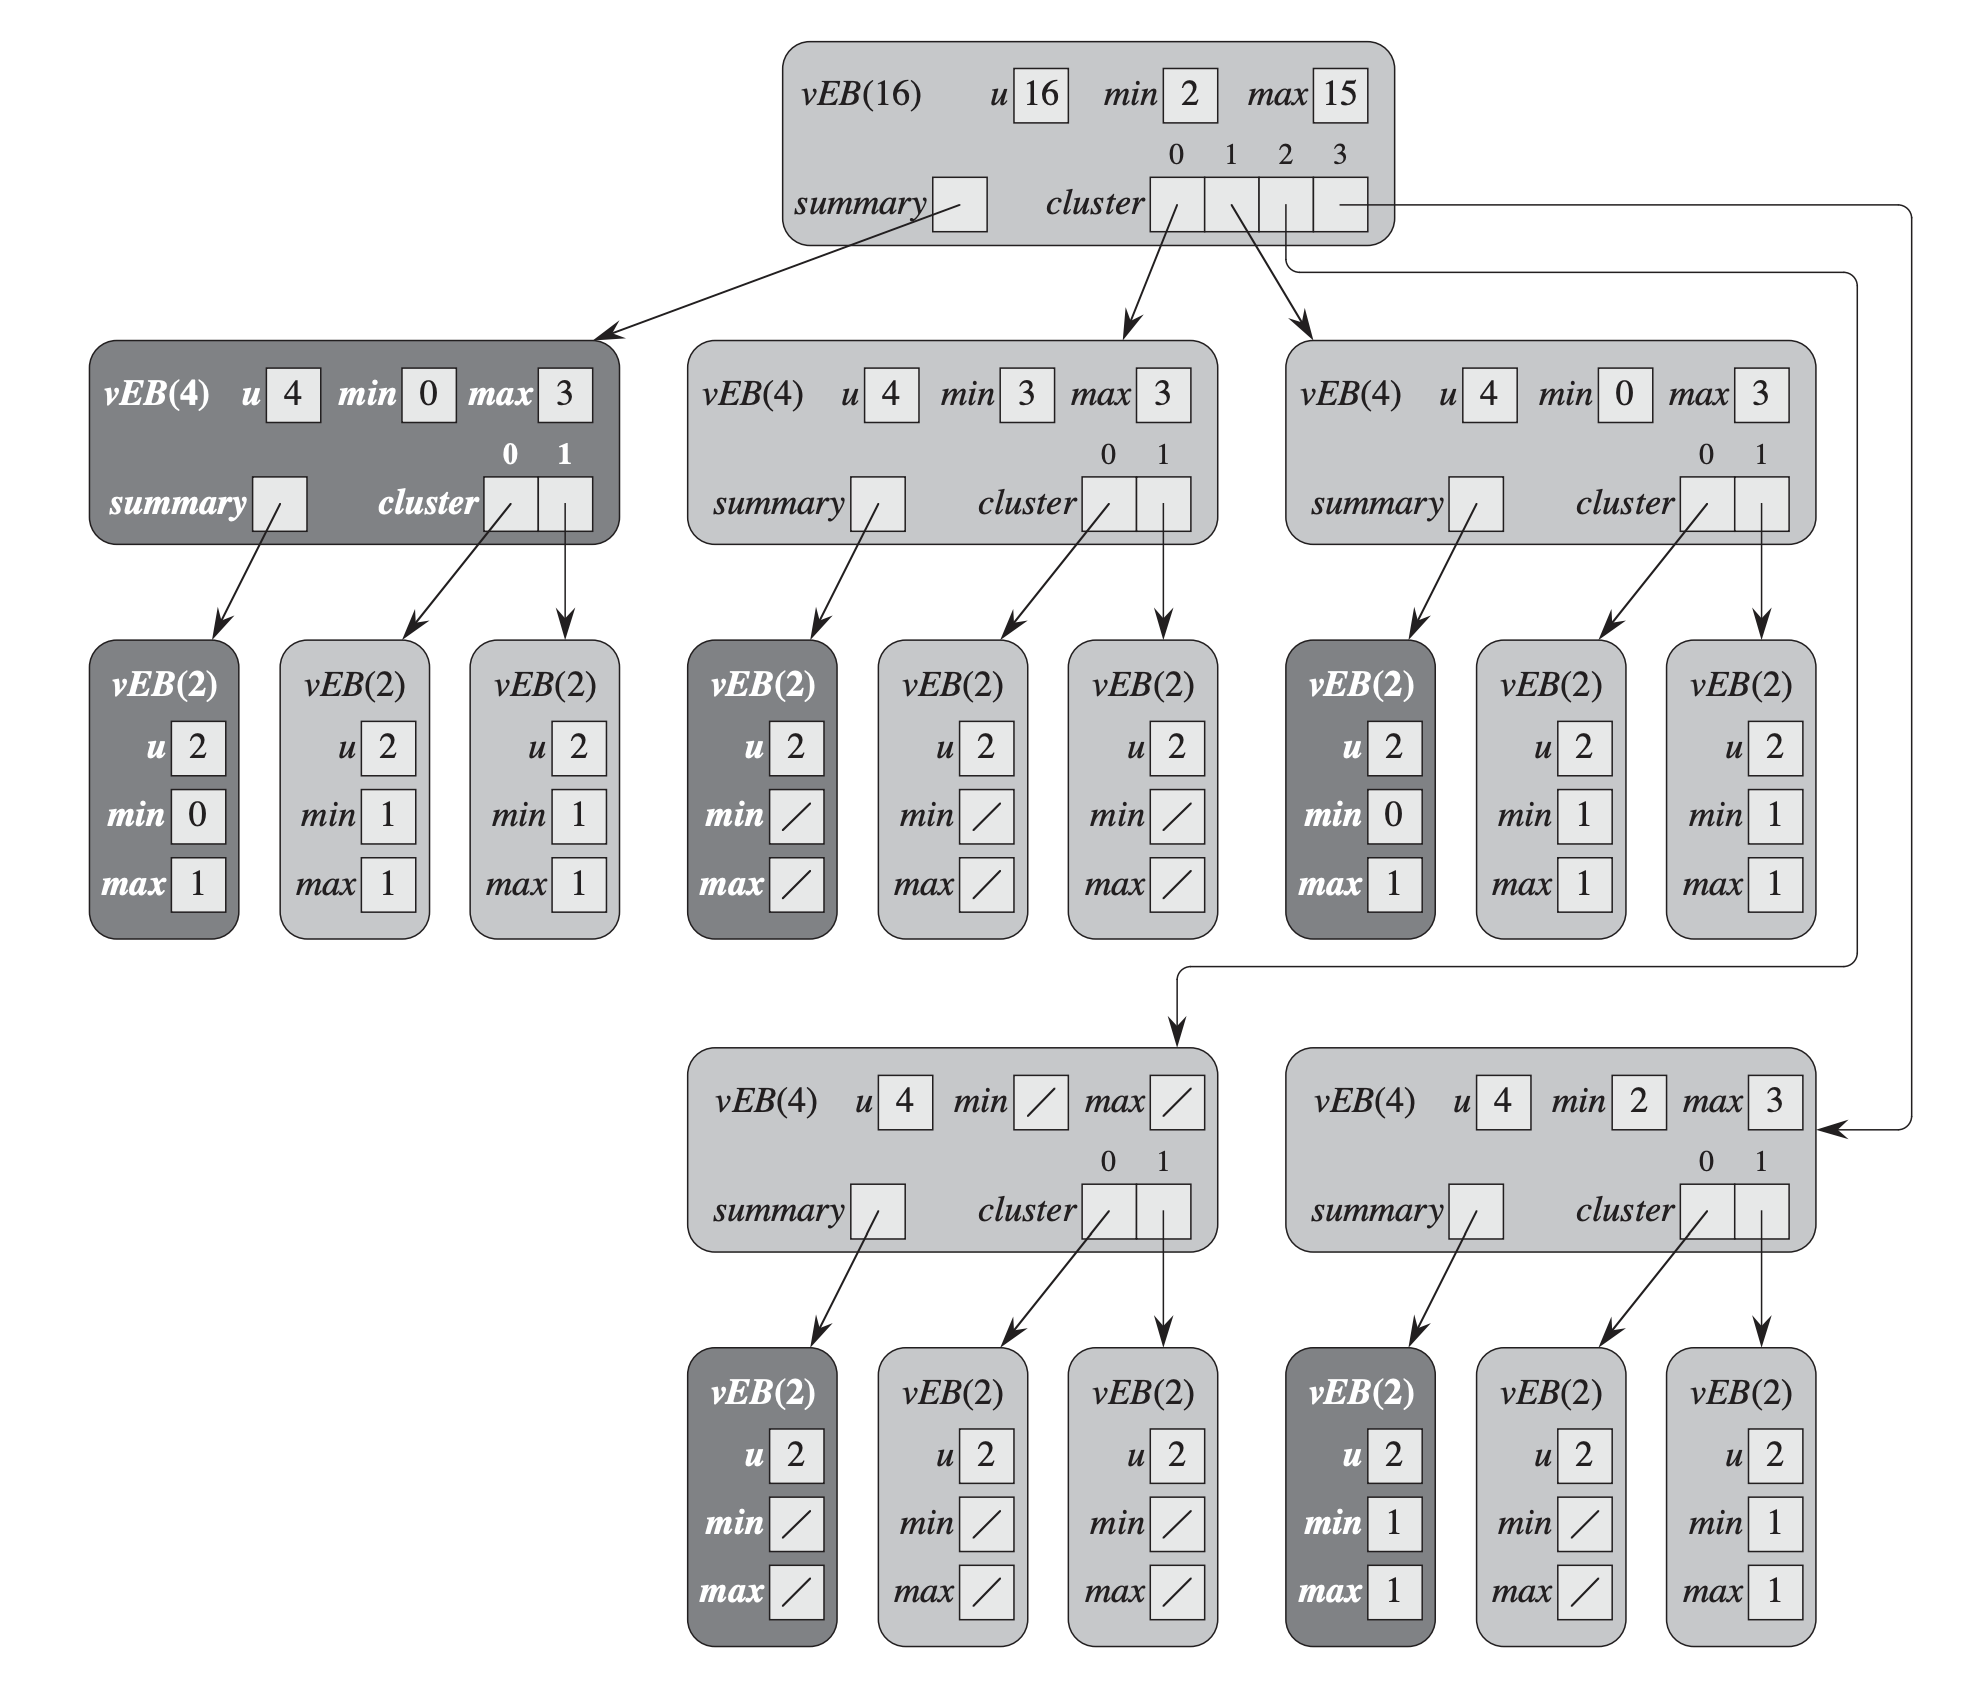 vEB(16) u 16 min 2 max 15
0 1 2 3
summary cluster
vEB(4) u 4 min 0 max 3
0 1
summary cluster
vEB(4) u 4 min 3 max 3
0 1
summary cluster
vEB(4) u 4 min 0 max 3
0 1
summary cluster
vEB(2)
u 2
min 0
max 1
vEB(2)
u 2
min 1
max 1
vEB(2)
u 2
min 1
max 1
vEB(2)
u 2
min /
max /
vEB(2)
u 2
min /
max /
vEB(2)
u 2
min /
max /
vEB(2)
u 2
min 0
max 1
vEB(2)
u 2
min 1
max 1
vEB(2)
u 2
min 1
max 1
vEB(4) u 4 min / max /
0 1
summary cluster
vEB(4) u 4 min 2 max 3
0 1
summary cluster
vEB(2)
u 2
min /
max /
vEB(2)
u 2
min /
max /
vEB(2)
u 2
min /
max /
vEB(2)
u 2
min 1
max 1
vEB(2)
u 2
min /
max /
vEB(2)
u 2
min 1
max 1